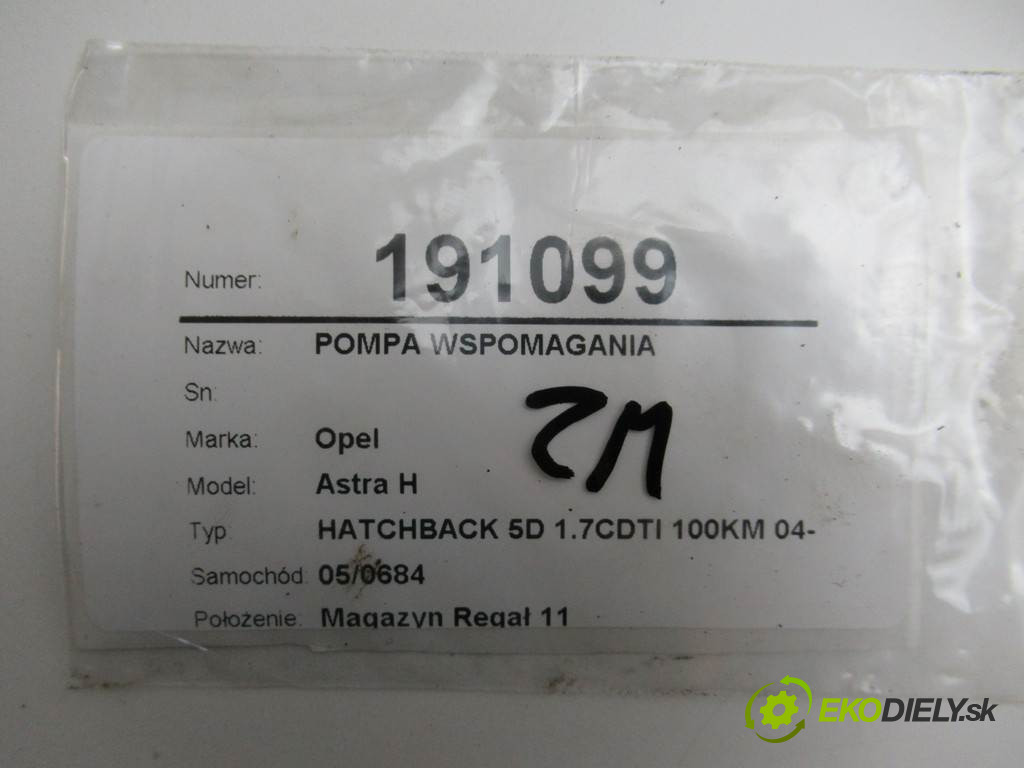 Numer: 191099
Nazwa: POMPA WSPOMAGANIA
Sn:
ZM
Marka: Opel
Model: Astra H
Typ: HATCHBACK 5D 1.7CDTI 100KM 04-
Samochód: 05/0684
Położenie: Magazyn Regał 11
EKODIELY.sk